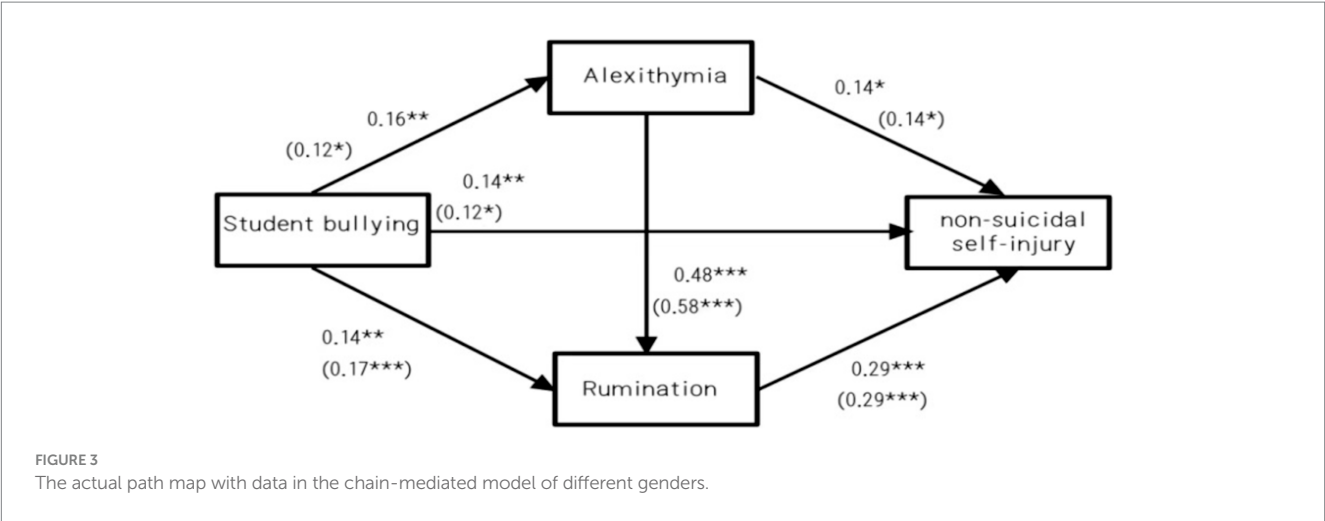 Alexithymia
0.14*
(0.14*)
0.16**
(0.12*)
0.14**
(0.12*)
Student bullying
non-suicidal
self-injury
0.48***
(0.58***)
0.14**
(0.17***)
Rumination
0.29***
(0.29***)
FIGURE 3
The actual path map with data in the chain-mediated model of different genders.